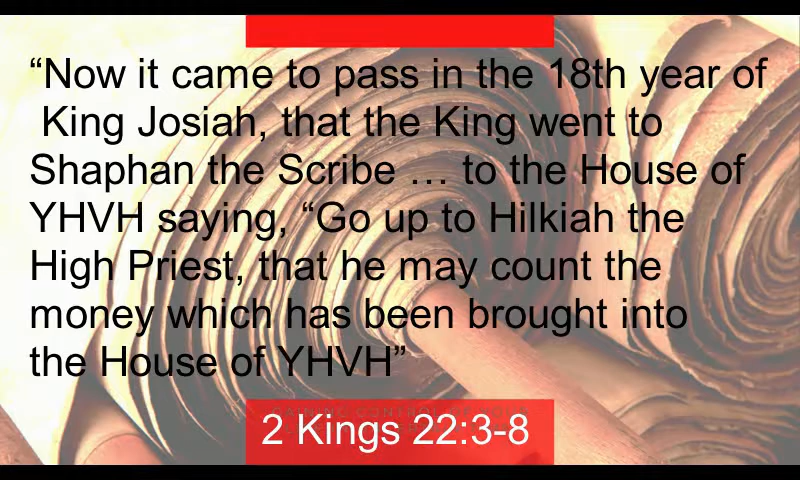 “Now it came to pass in the 18th year of
King Josiah, that the King went to
Shaphan the Scribe … to the House of
YHVH saying, “Go up to Hilkiah the
High Priest, that he may count the
money which has been brought into
the House of YHVH”
2 Kings 22:3-8